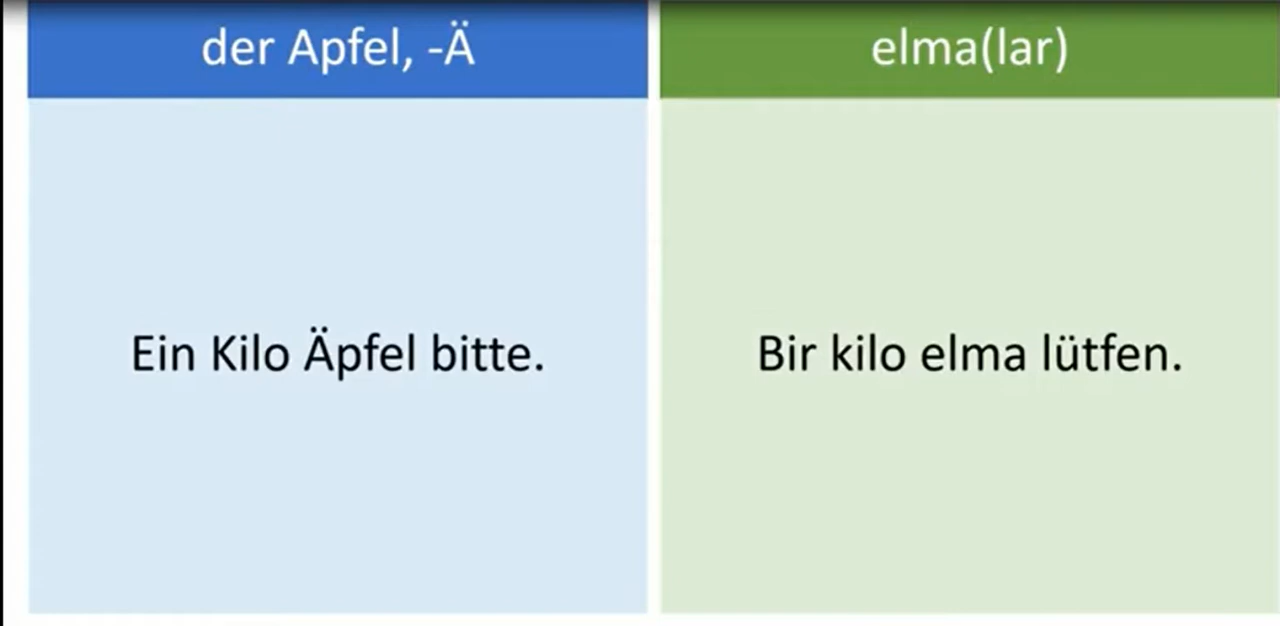 der Apfel, -Ä
elma(lar)
Ein Kilo Äpfel bitte.
Bir kilo elma lütfen.